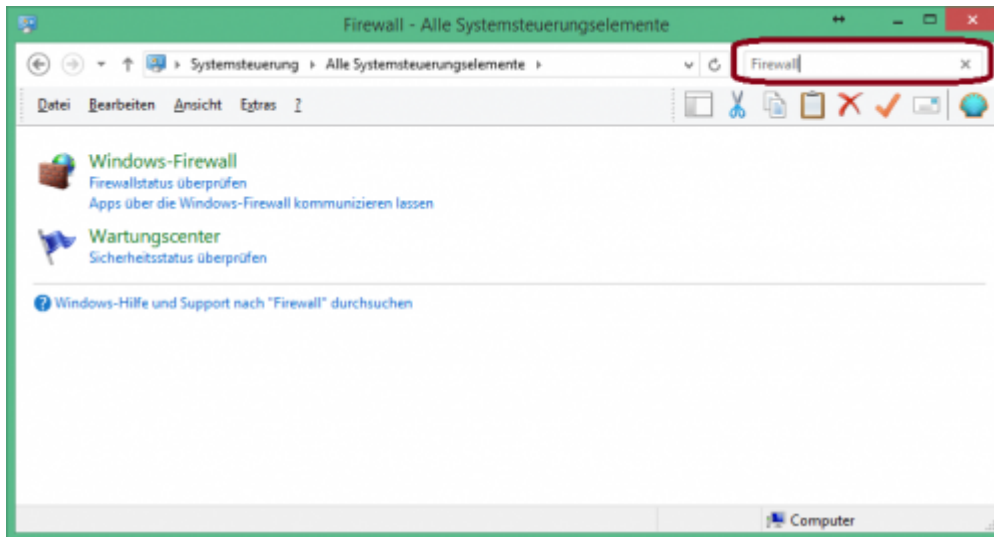 Firewall - Alle Systemsteuerungselemente
Systemsteuerung Alle Systemsteuerungselemente
Firewall
Datei Bearbeiten Ansicht Extras ?
Windows-Firewall
Firewallstatus überprüfen
Apps über die Windows-Firewall kommunizieren lassen
Wartungscenter
Sicherheitsstatus überprüfen
Windows-Hilfe und Support nach "Firewall" durchsuchen
Computer